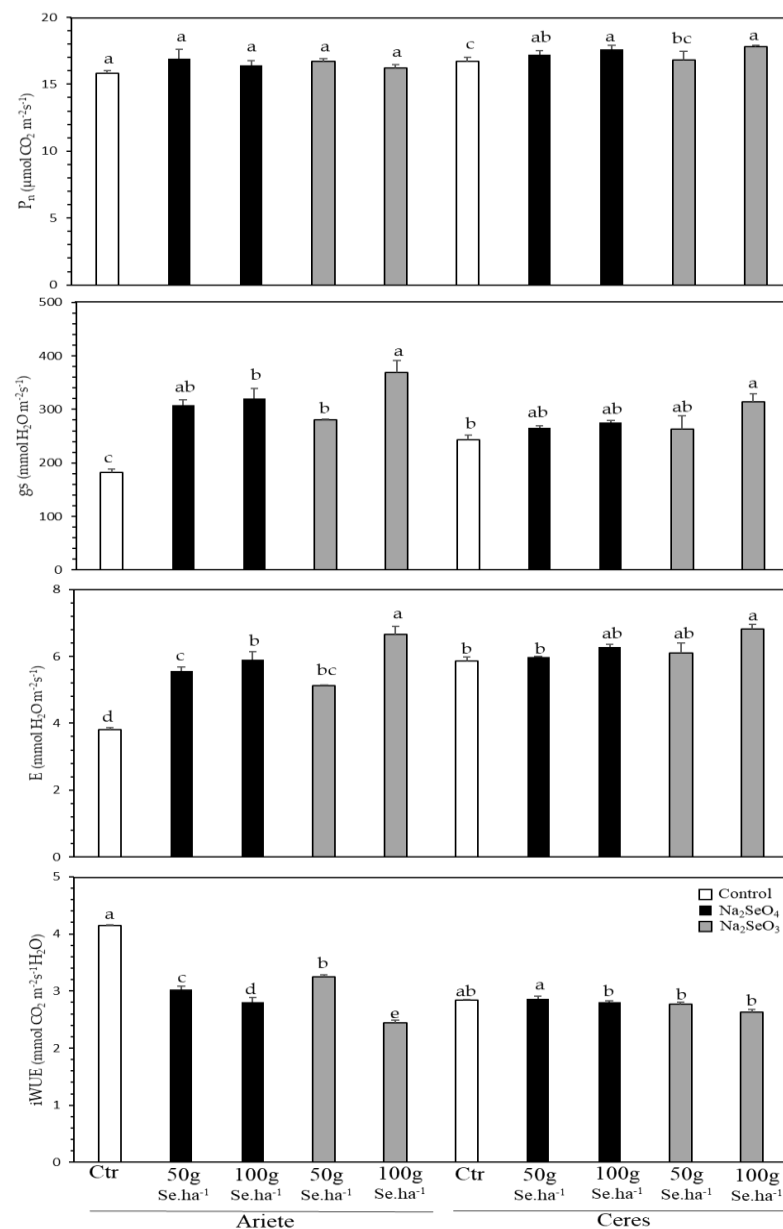 20
15
10
5
0
Pn (µmol CO2 m-2s-1)
a a a a a c ab a bc a
500
400
300
200
100
0
gs (mmol H2O m-2s-1)
c ab b b a b ab ab ab a
8
6
4
2
0
E (mmol H2O m-2s-1)
d c b bc a b b ab ab a
5
4
3
2
1
0
iWUE (mmol CO2 m-2s-1H2O)
a c d b e ab a b b b
Control
Na2SeO4
Na2SeO3
Ctr 50g 100g 50g 100g Ctr 50g 100g 50g 100g
Se.ha-1 Se.ha-1 Se.ha-1 Se.ha-1 Se.ha-1 Se.ha-1 Se.ha-1 Se.ha-1
Ariete Ceres